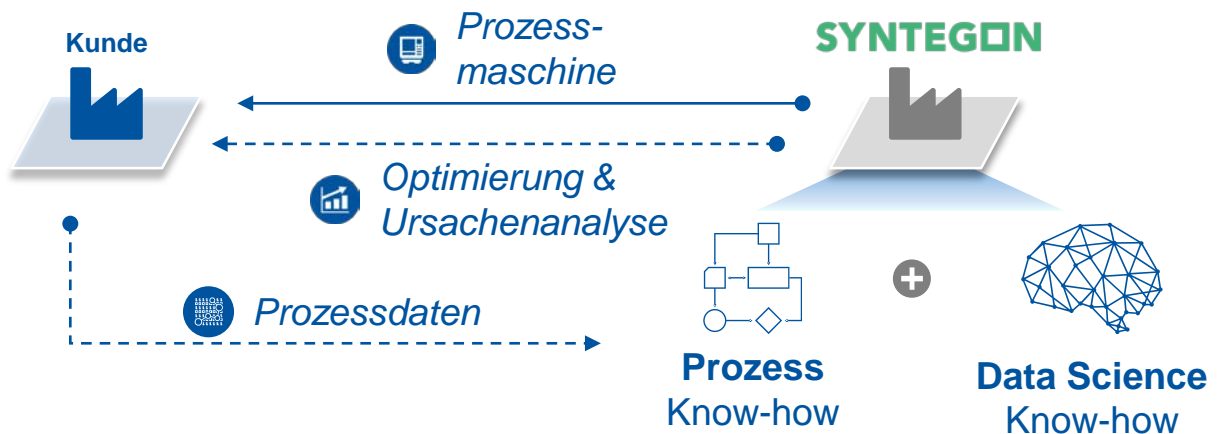 Kunde
Prozess-
maschine
SYNTEGON
Optimierung &
Ursachenanalyse
Prozessdaten
Prozess
Know-how
Data Science
Know-how